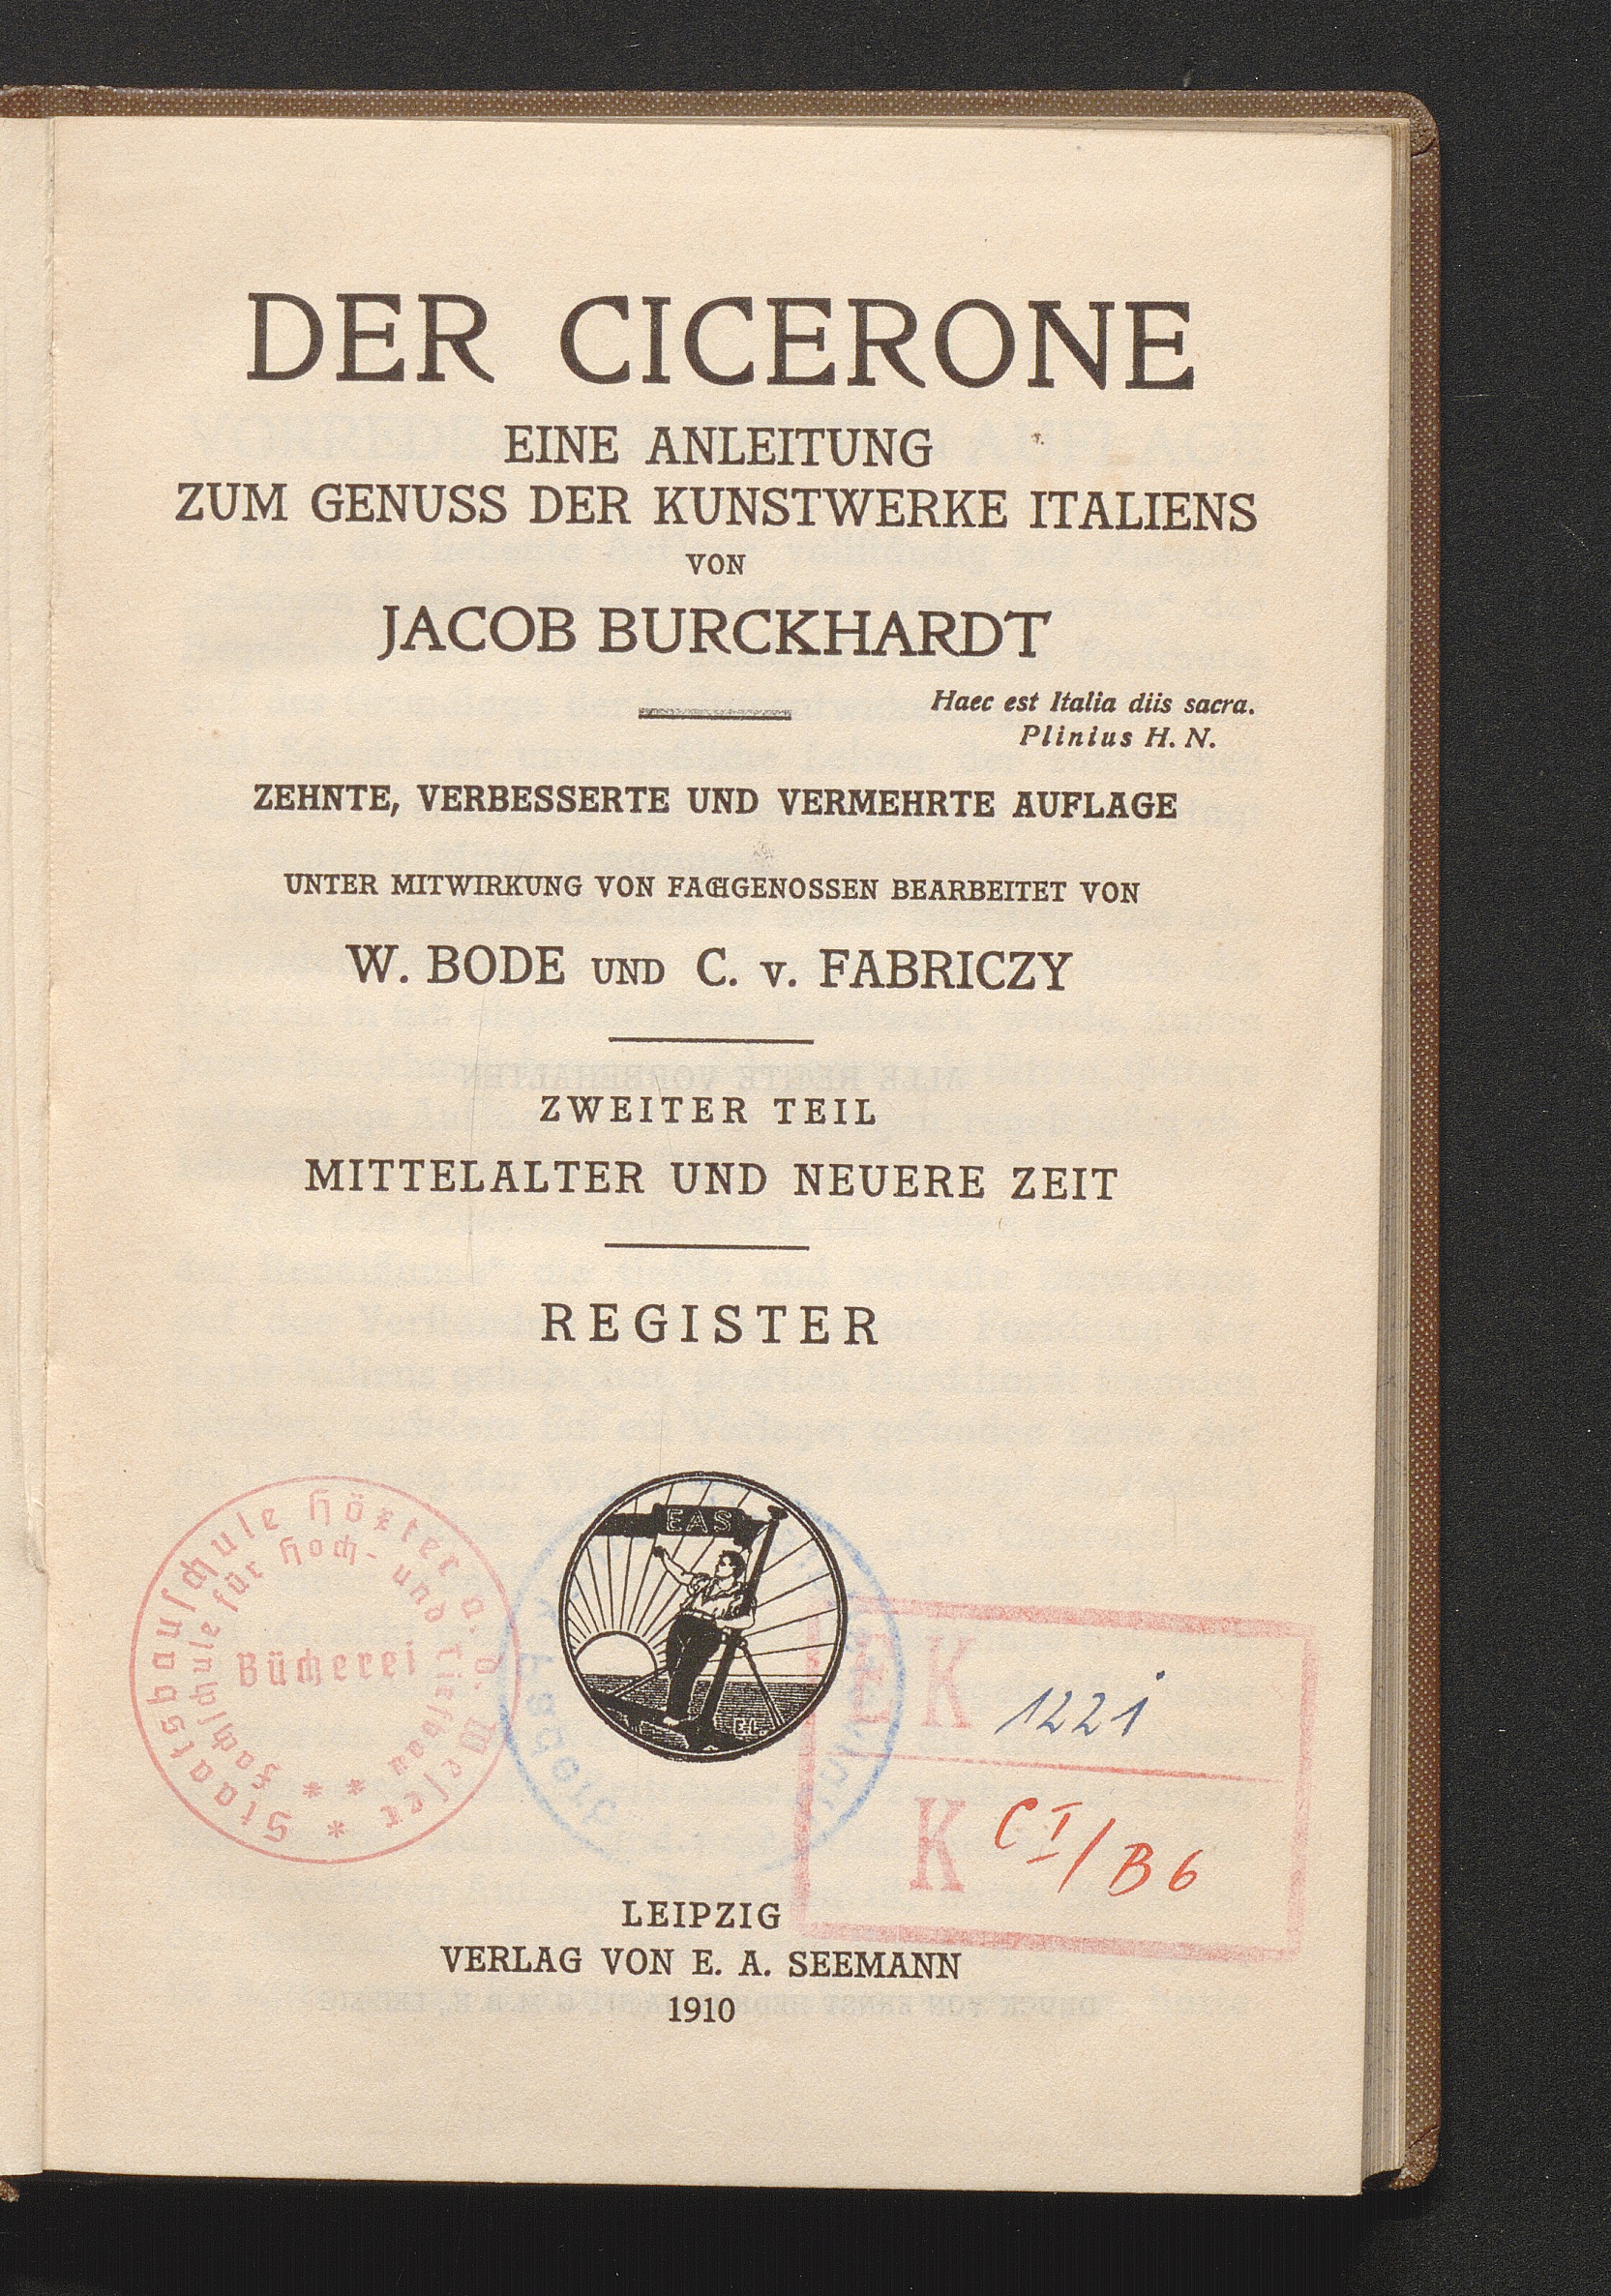 DER CICERONE
EINE ANLEITUNG
ZUM GENUSS DER KUNSTWERKE ITALIENS
VON
JACOB BURCKHARDT
Haec est Italia diis sacra.
Plinius H. N.
ZEHNTE, VERBESSERTE UND VERMEHRTE AUFLAGE
UNTER MITWIRKUNG VON FACHGENOSSEN BEARBEITET VON
W. BODE UND C. v. FABRICZY
ZWEITER TEIL
MITTELALTER UND NEUERE ZEIT
REGISTER
EAS
E.L.
Staatsbauschule Höxter a. d. Weser
Fachschule für Hoch- und Tiefbau
Bücherei
K
1221
K
C I / B 6
LEIPZIG
VERLAG VON E. A. SEEMANN
1910